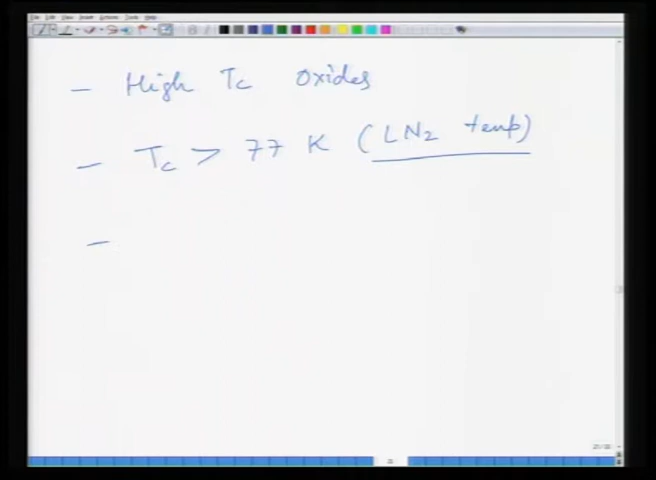 - High Tc Oxides
- Tc > 77 K (LN2 temp)
-